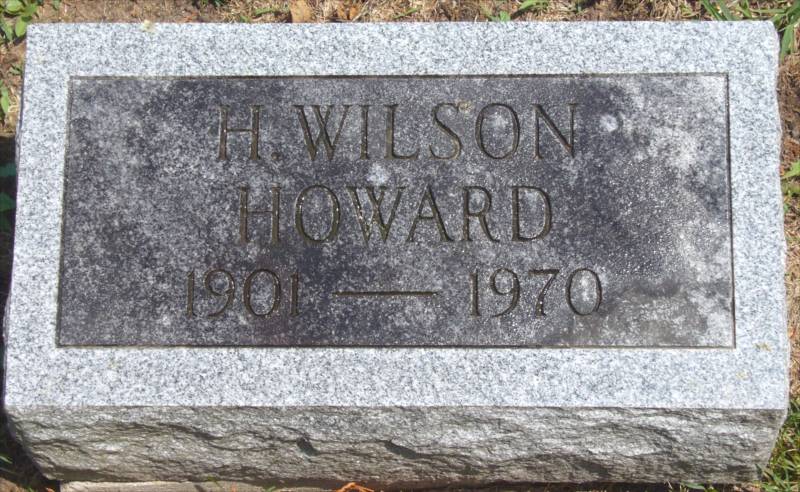 H. WILSON
HOWARD
1901 — 1970